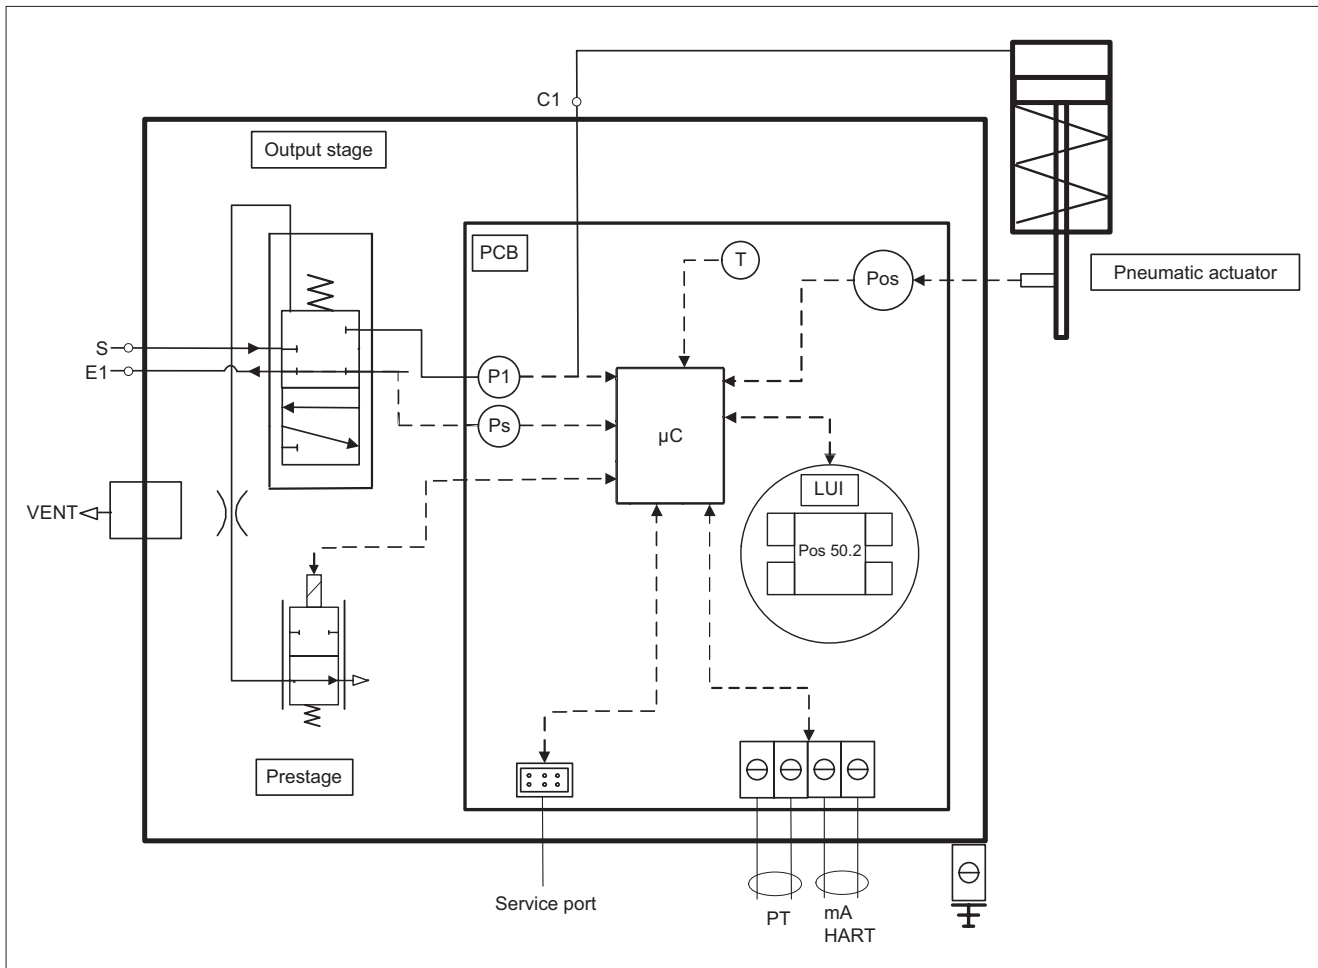 C1
Output stage
PCB
T
Pos
Pneumatic actuator
S
E1
P1
Ps
µC
LUI
Pos 50.2
VENT
Prestage
Service port
PT
mA
HART